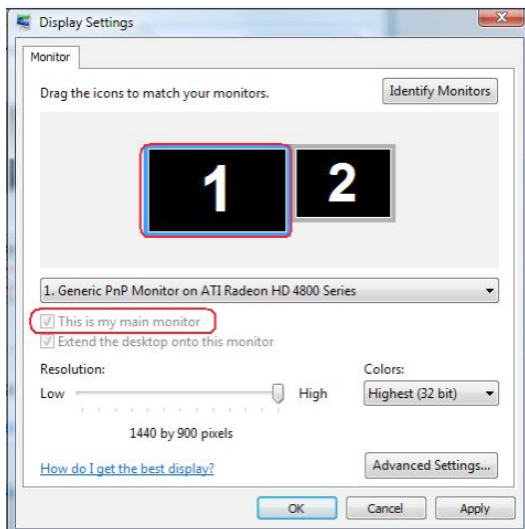 Display Settings
Monitor
Drag the icons to match your monitors.
Identify Monitors
1
2
1. Generic PnP Monitor on ATI Radeon HD 4800 Series
This is my main monitor
Extend the desktop onto this monitor
Resolution:
Colors:
Low High
Highest (32 bit)
1440 by 900 pixels
How do I get the best display?
Advanced Settings...
OK
Cancel
Apply